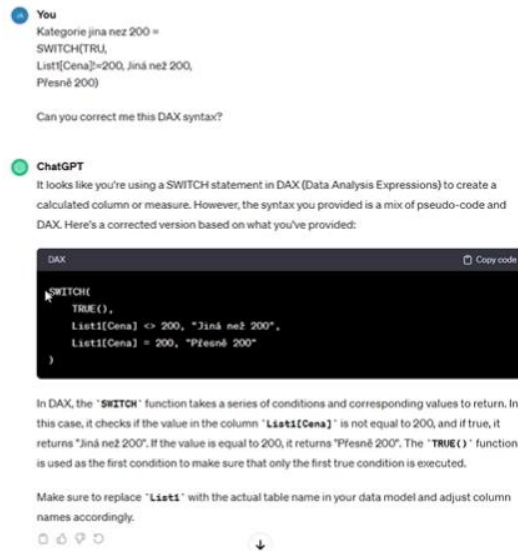 You
Kategorie jina nez 200 =
SWITCH(TRU,
List1[Cena]!=200, Jiná než 200,
Přesně 200)
Can you correct me this DAX syntax?
ChatGPT
It looks like you're using a SWITCH statement in DAX (Data Analysis Expressions) to create a
calculated column or measure. However, the syntax you provided is a mix of pseudo-code and
DAX. Here's a corrected version based on what you've provided:
DAX
Copy code
SWITCH(
TRUE(),
List1[Cena] <> 200, "Jiná než 200",
List1[Cena] = 200, "Přesně 200"
)
In DAX, the `SWITCH` function takes a series of conditions and corresponding values to return. In
this case, it checks if the value in the column `List1[Cena]` is not equal to 200, and if true, it
returns "Jiná než 200". If the value is equal to 200, it returns "Přesně 200". The `TRUE()` function
is used as the first condition to make sure that only the first true condition is executed.
Make sure to replace `List1` with the actual table name in your data model and adjust column
names accordingly.